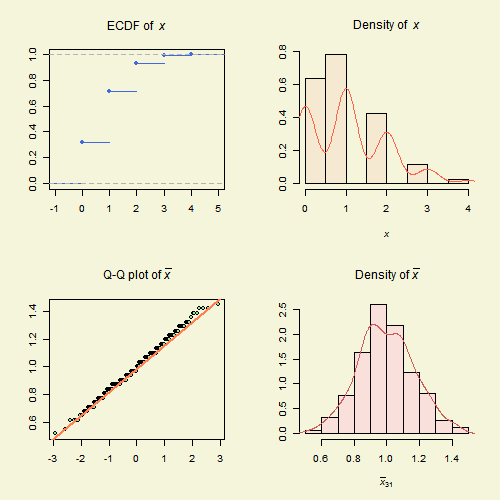 ECDF of x
0.0 0.2 0.4 0.6 0.8 1.0
-1 0 1 2 3 4 5
Density of x
0.0 0.2 0.4 0.6 0.8
0 1 2 3 4
x
Q-Q plot of x̅
0.6 0.8 1.0 1.2 1.4
-3 -2 -1 0 1 2 3
Density of x̅
0.0 0.5 1.0 1.5 2.0 2.5
0.6 0.8 1.0 1.2 1.4
x̅₃₁